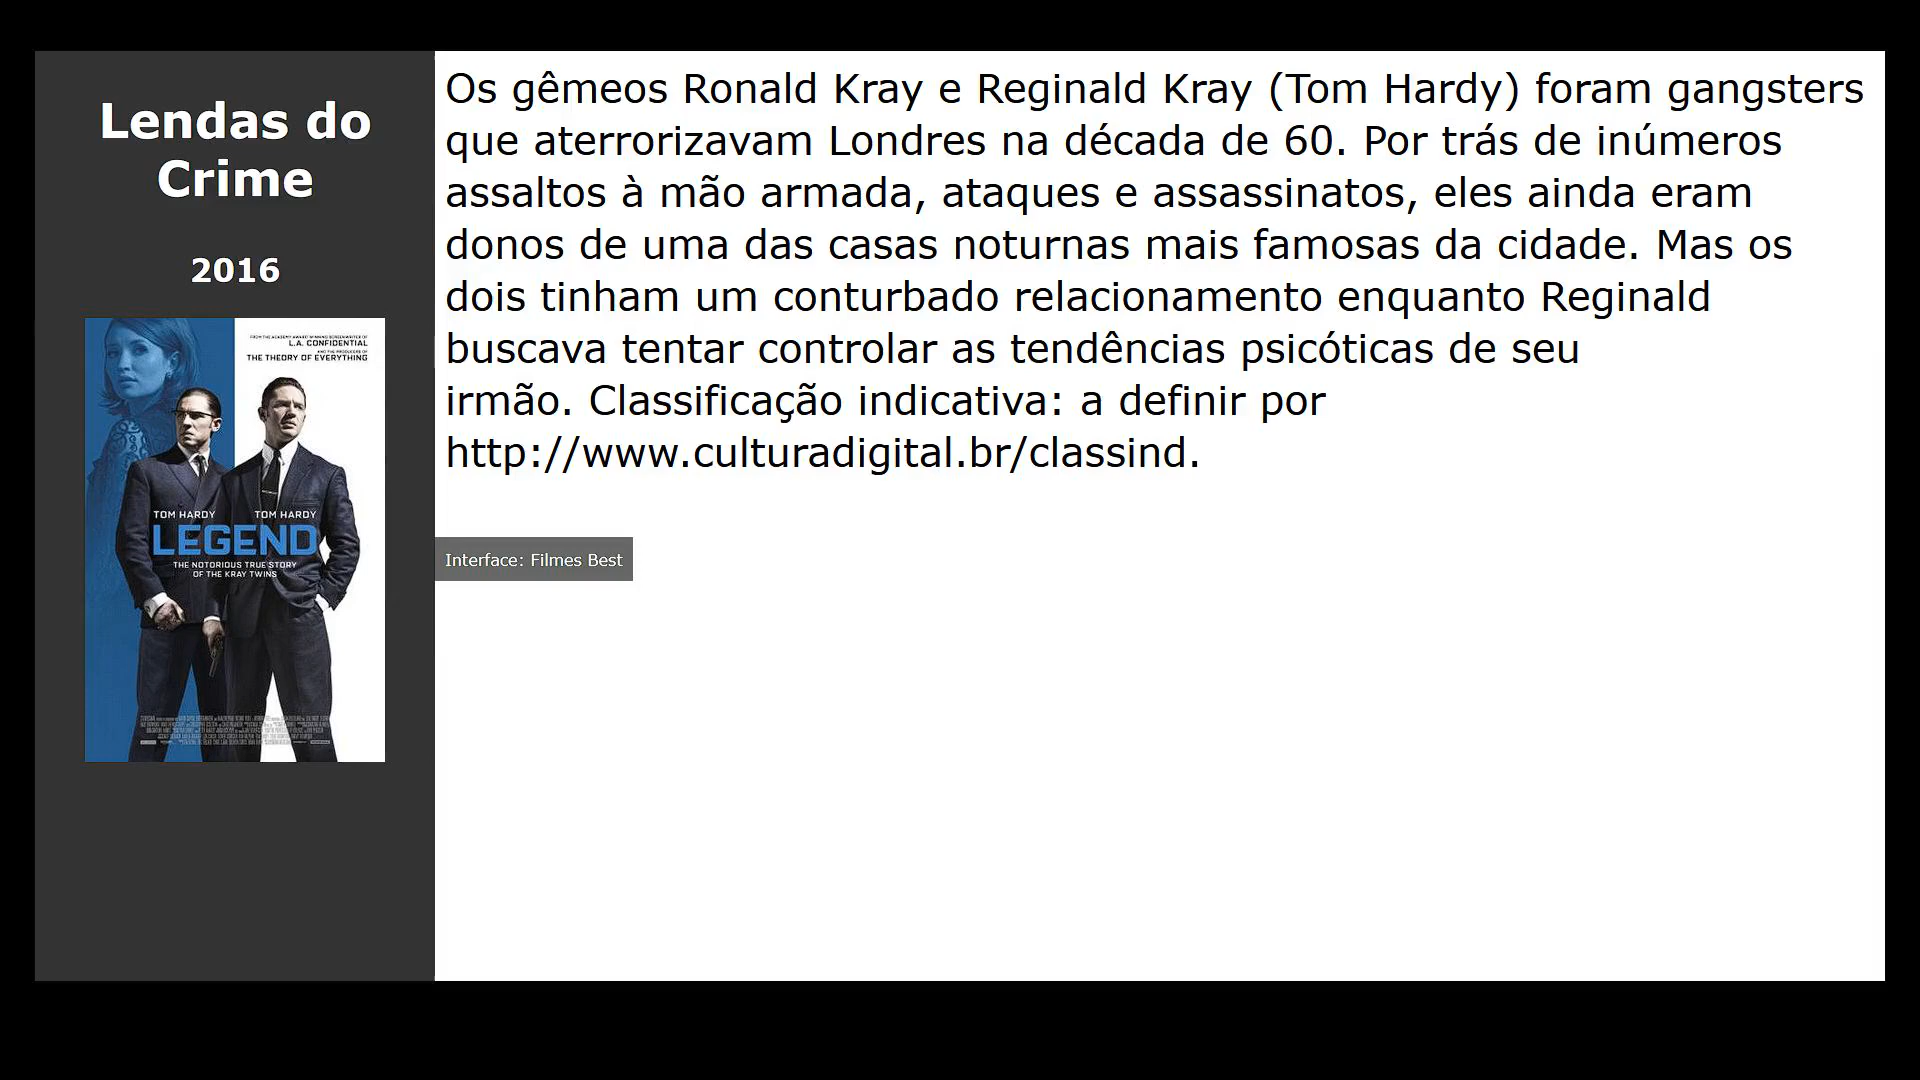 Lendas do
Crime
2016
FROM THE ACADEMY AWARD WINNING SCREENWRITER OF
L.A. CONFIDENTIAL
AND THE PRODUCERS OF
THE THEORY OF EVERYTHING
TOM HARDY TOM HARDY
LEGEND
THE NOTORIOUS TRUE STORY
OF THE KRAY TWINS
Os gêmeos Ronald Kray e Reginald Kray (Tom Hardy) foram gangsters
que aterrorizavam Londres na década de 60. Por trás de inúmeros
assaltos à mão armada, ataques e assassinatos, eles ainda eram
donos de uma das casas noturnas mais famosas da cidade. Mas os
dois tinham um conturbado relacionamento enquanto Reginald
buscava tentar controlar as tendências psicóticas de seu
irmão. Classificação indicativa: a definir por
http://www.culturadigital.br/classind.
Interface: Filmes Best